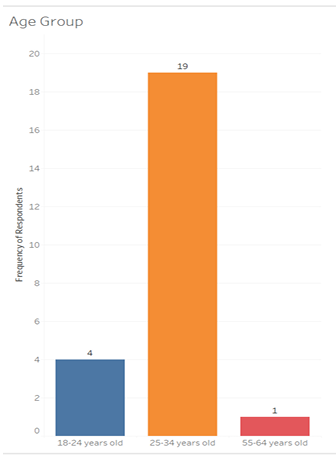 Age Group
Frequency of Respondents
20
18
16
14
12
10
8
6
4
2
0
4
19
1
18-24 years old
25-34 years old
55-64 years old